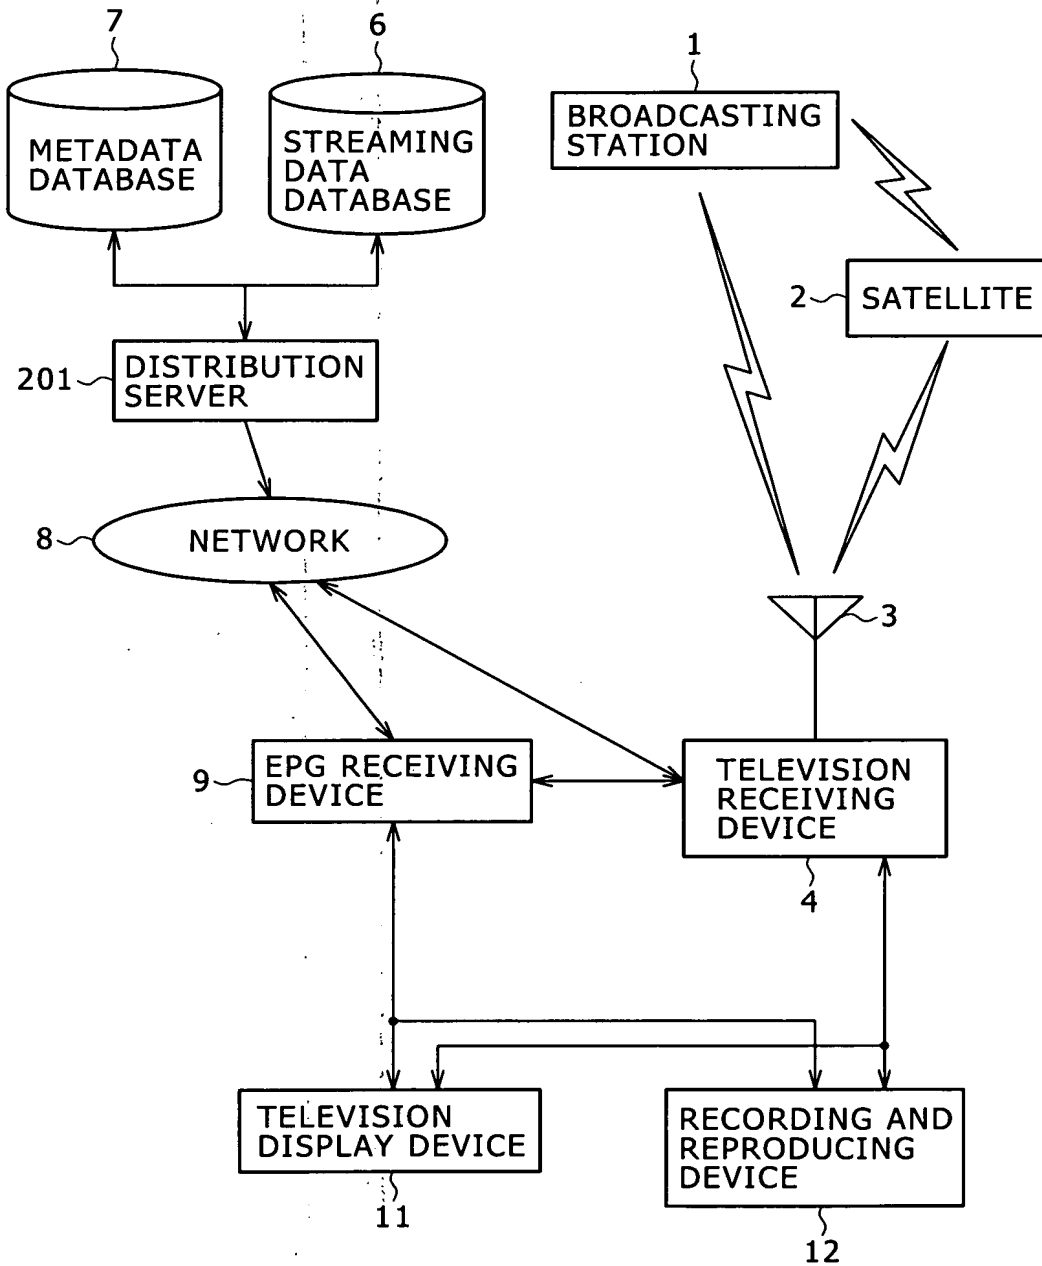 7
6
1
METADATA
DATABASE
STREAMING
DATA
DATABASE
BROADCASTING
STATION
2
SATELLITE
201
DISTRIBUTION
SERVER
8
NETWORK
3
9
EPG RECEIVING
DEVICE
TELEVISION
RECEIVING
DEVICE
4
TELEVISION
DISPLAY DEVICE
RECORDING AND
REPRODUCING
DEVICE
11
12